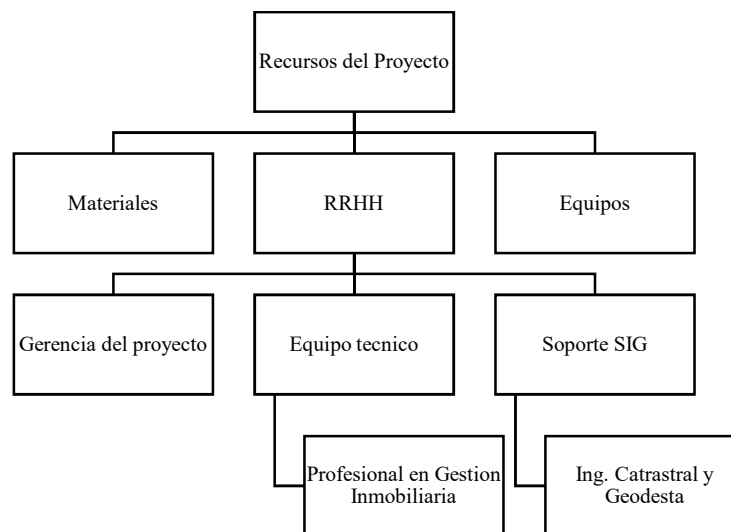 Recursos del Proyecto
Materiales
RRHH
Equipos
Gerencia del proyecto
Equipo tecnico
Soporte SIG
Profesional en Gestion
Inmobiliaria
Ing. Catrastral y
Geodesta